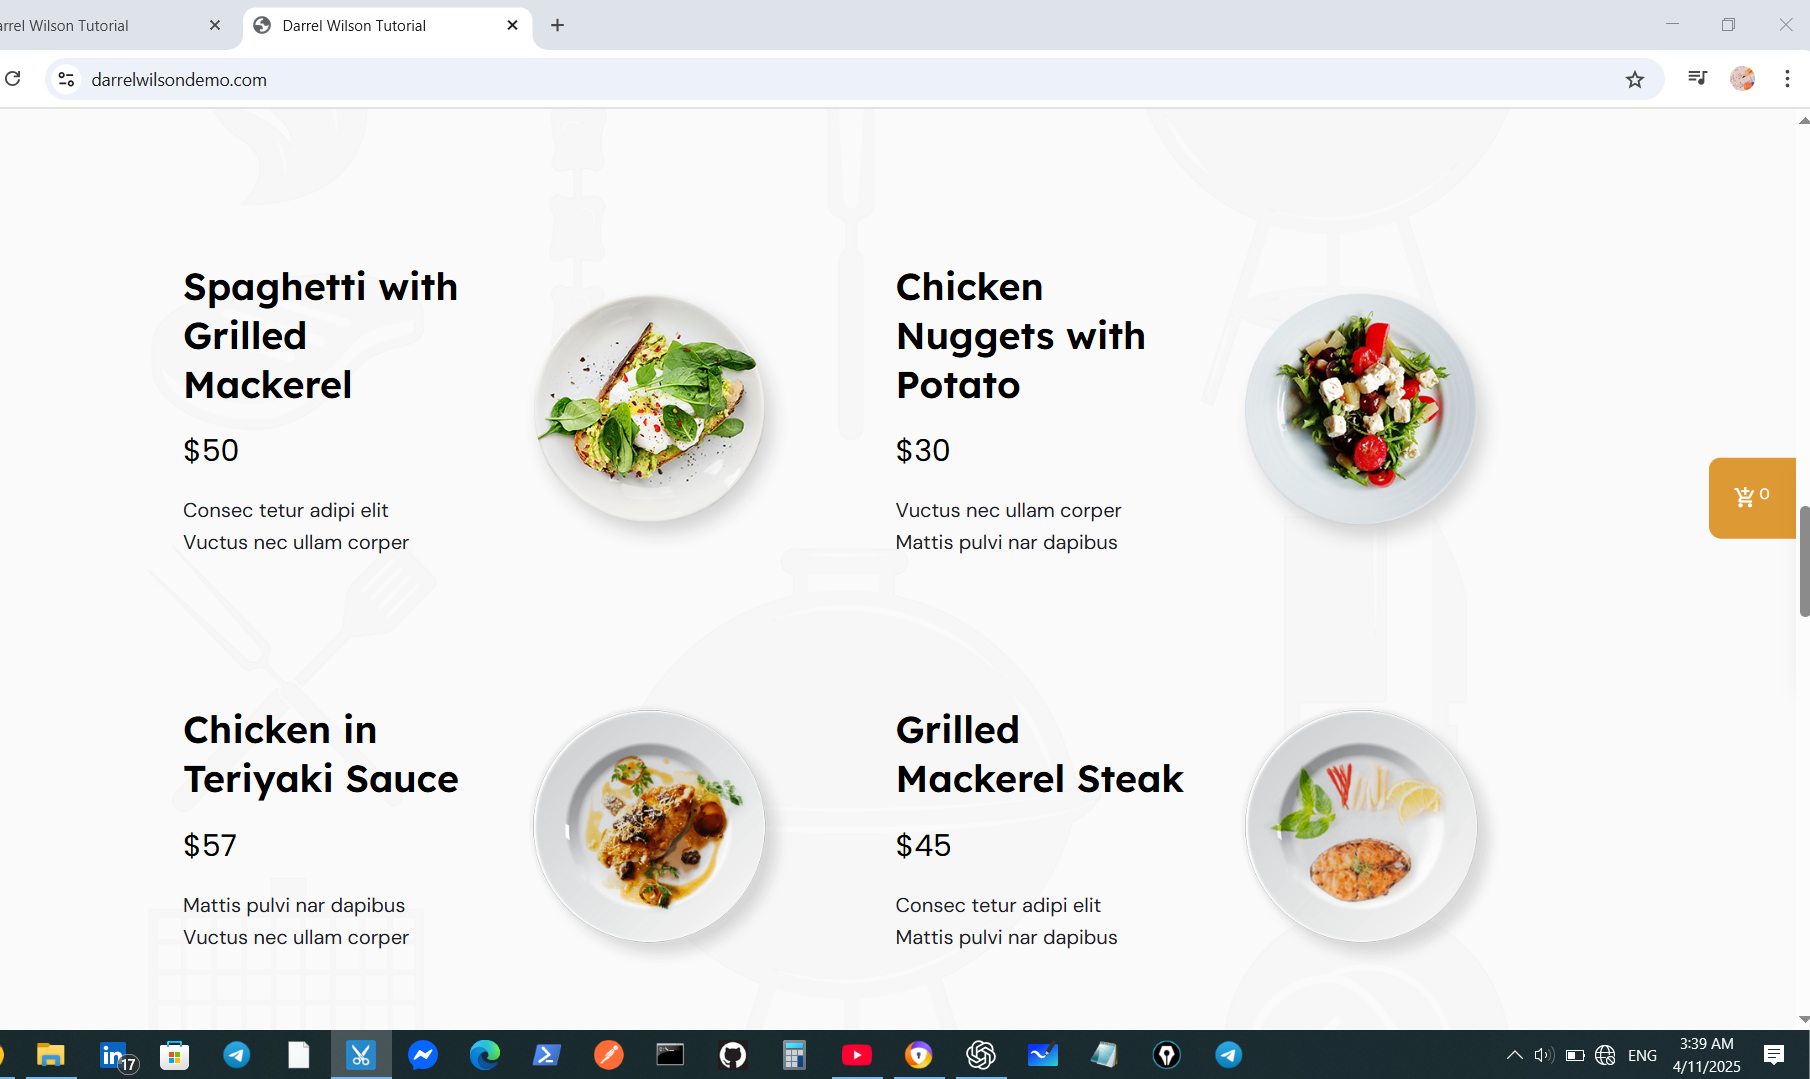 arrel Wilson Tutorial
Darrel Wilson Tutorial
darrelwilsondemo.com
Spaghetti with
Grilled
Mackerel
$50
Consec tetur adipi elit
Vuctus nec ullam corper
Chicken
Nuggets with
Potato
$30
Vuctus nec ullam corper
Mattis pulvi nar dapibus
0
Chicken in
Teriyaki Sauce
$57
Mattis pulvi nar dapibus
Vuctus nec ullam corper
Grilled
Mackerel Steak
$45
Consec tetur adipi elit
Mattis pulvi nar dapibus
in
17
ENG
3:39 AM
4/11/2025